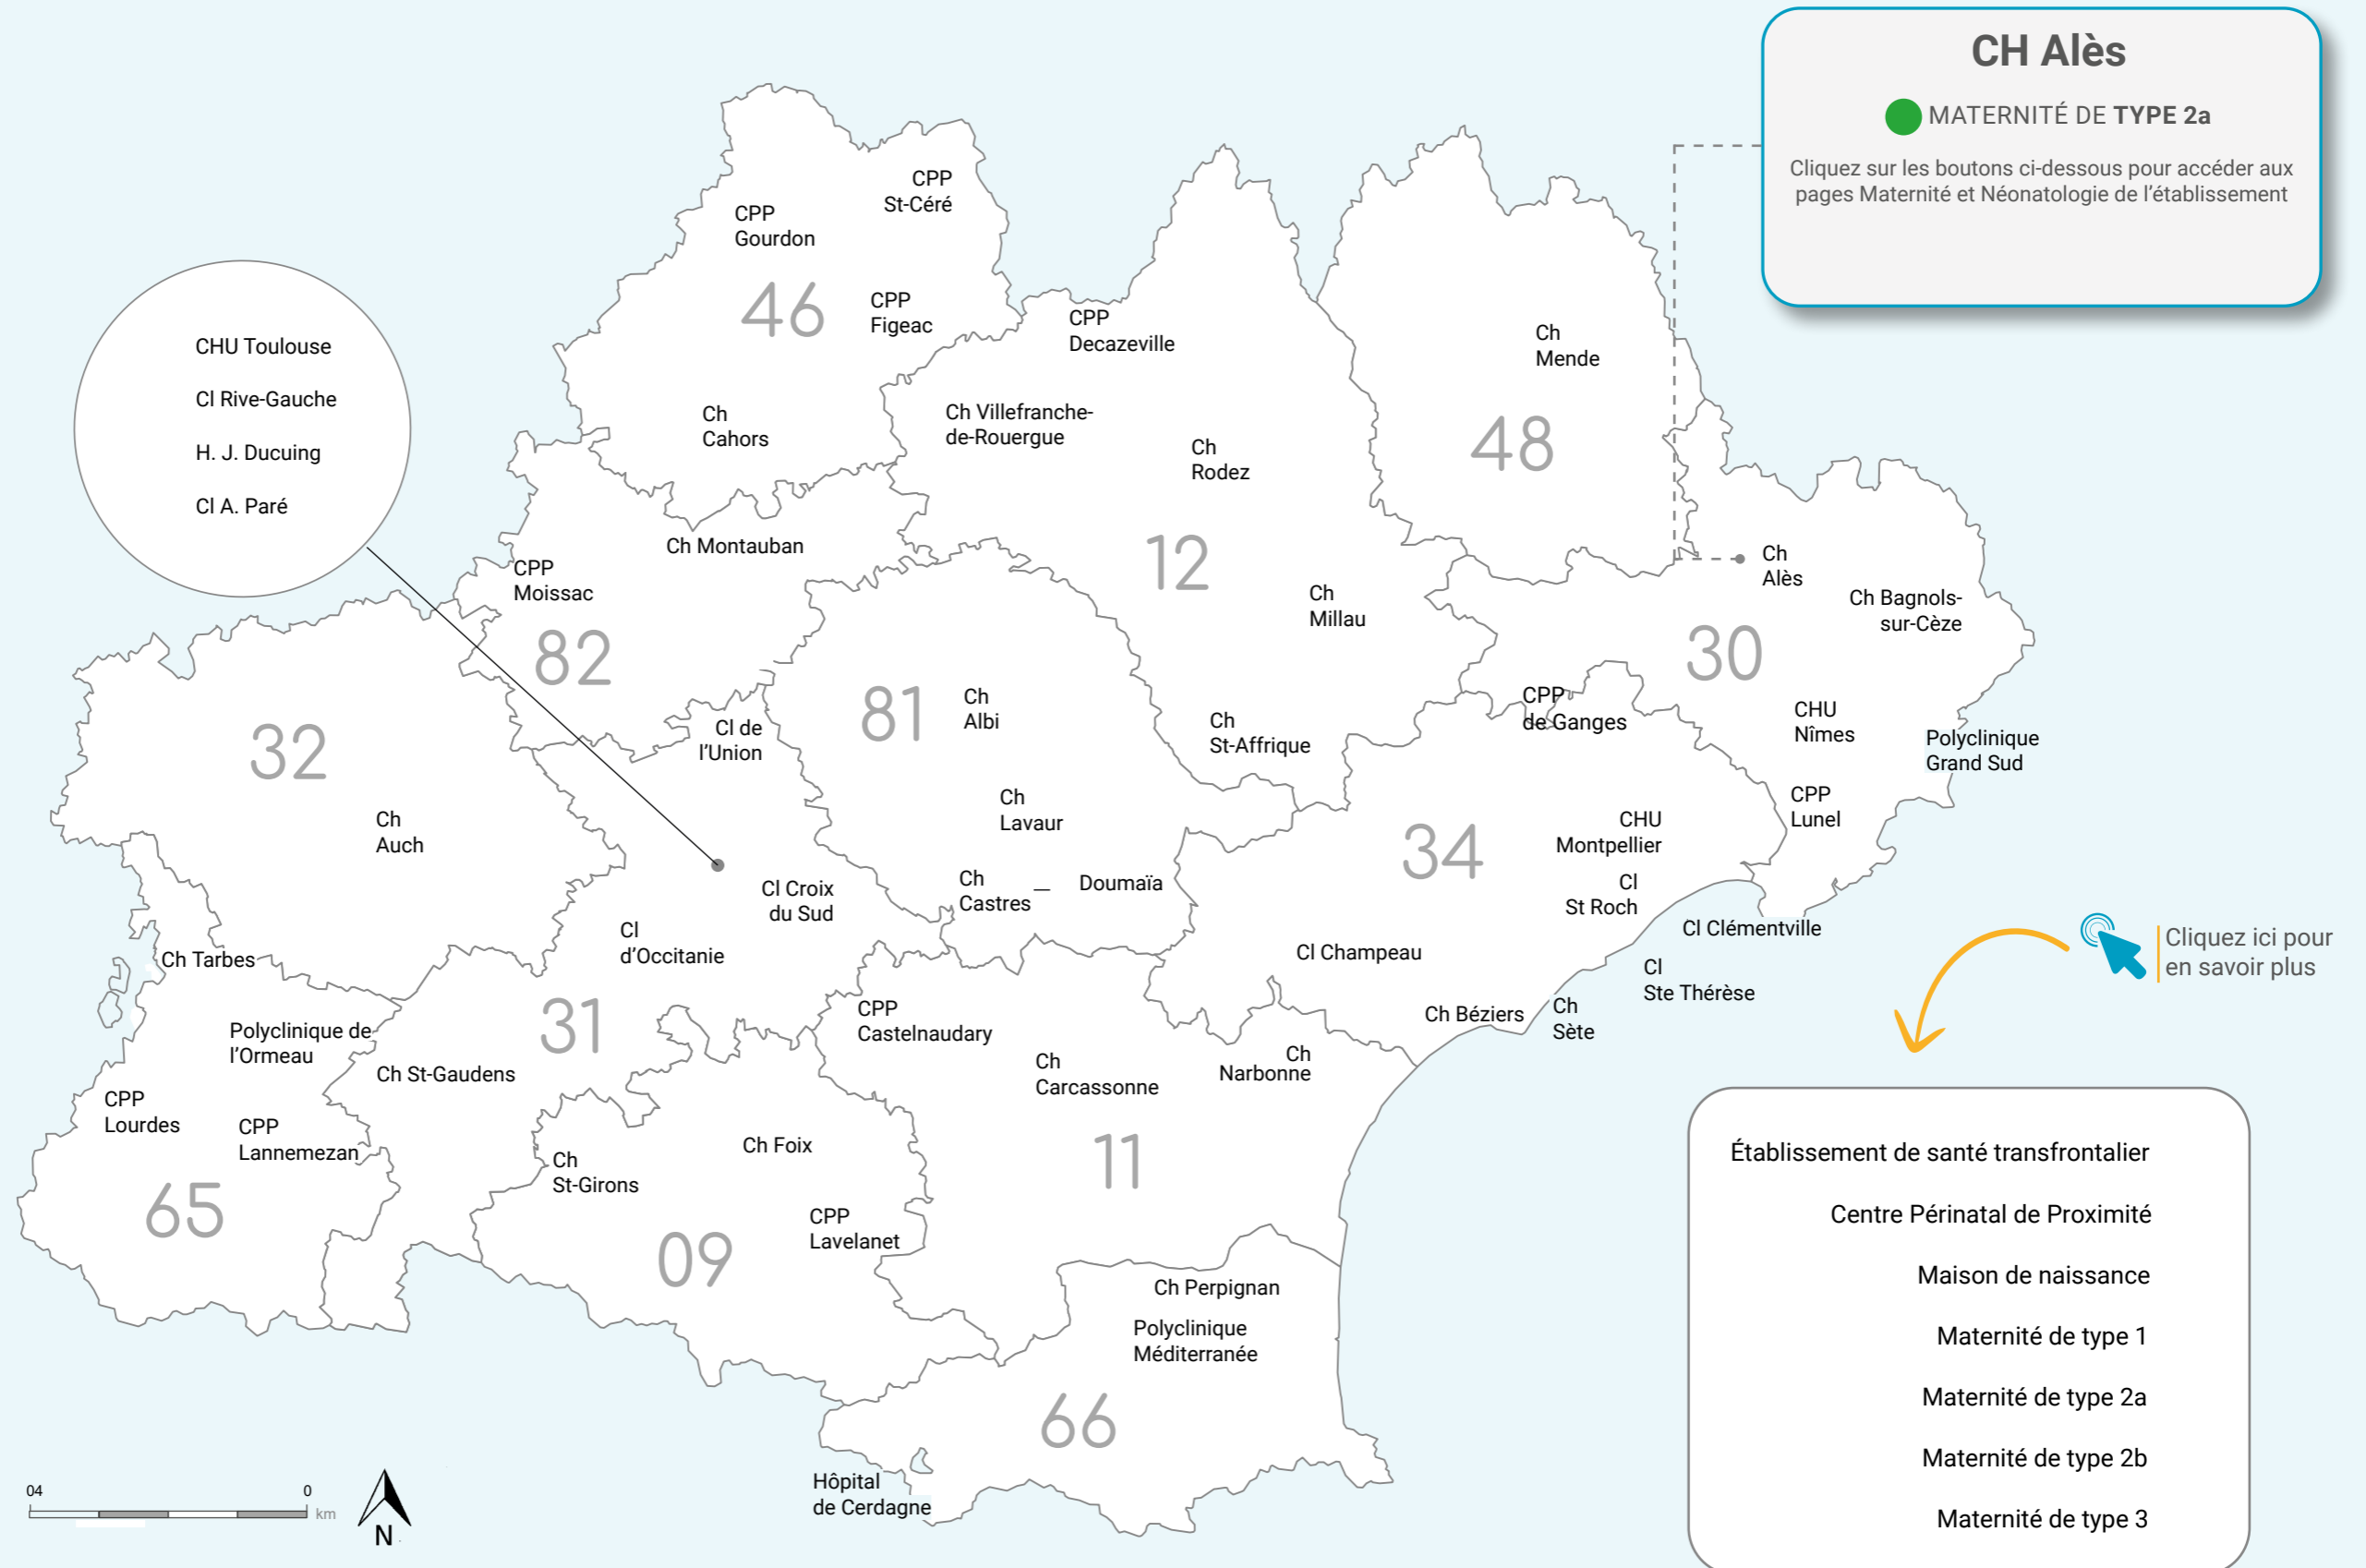 CH Alès
MATERNITÉ DE TYPE 2a
Cliquez sur les boutons ci-dessous pour accéder aux
pages Maternité et Néonatologie de l'établissement
CPP
St-Céré
CPP
Gourdon
46
CPP
Figeac
Ch
Cahors
CHU Toulouse
Cl Rive-Gauche
H. J. Ducuing
Cl A. Paré
CPP
Decazeville
Ch Villefranche-
de-Rouergue
Ch
Rodez
12
Ch
Millau
Ch
St-Affrique
Ch
Mende
48
Ch
Alès
Ch Bagnols-
sur-Cèze
30
CHU
Nîmes
Polyclinique
Grand Sud
CPP
Lunel
Ch Montauban
CPP
Moissac
82
32
Ch
Auch
81
Ch
Albi
Ch
Lavaur
Ch
Castres
— Doumaïa
Cl de
l'Union
Cl Croix
du Sud
Cl
d'Occitanie
31
Ch St-Gaudens
CPP
de Ganges
34
CHU
Montpellier
Cl
St Roch
Cl Clémentville
Cl Champeau
Cl
Ste Thérèse
Ch Béziers
Ch
Sète
Ch Tarbes
Polyclinique de
l'Ormeau
CPP
Lourdes
CPP
Lannemezan
65
Ch
St-Girons
Ch Foix
CPP
Lavelanet
09
CPP
Castelnaudary
Ch
Carcassonne
Ch
Narbonne
11
Ch Perpignan
Polyclinique
Méditerranée
66
Hôpital
de Cerdagne
Cliquez ici pour
en savoir plus
Établissement de santé transfrontalier
Centre Périnatal de Proximité
Maison de naissance
Maternité de type 1
Maternité de type 2a
Maternité de type 2b
Maternité de type 3
04 0
km
N